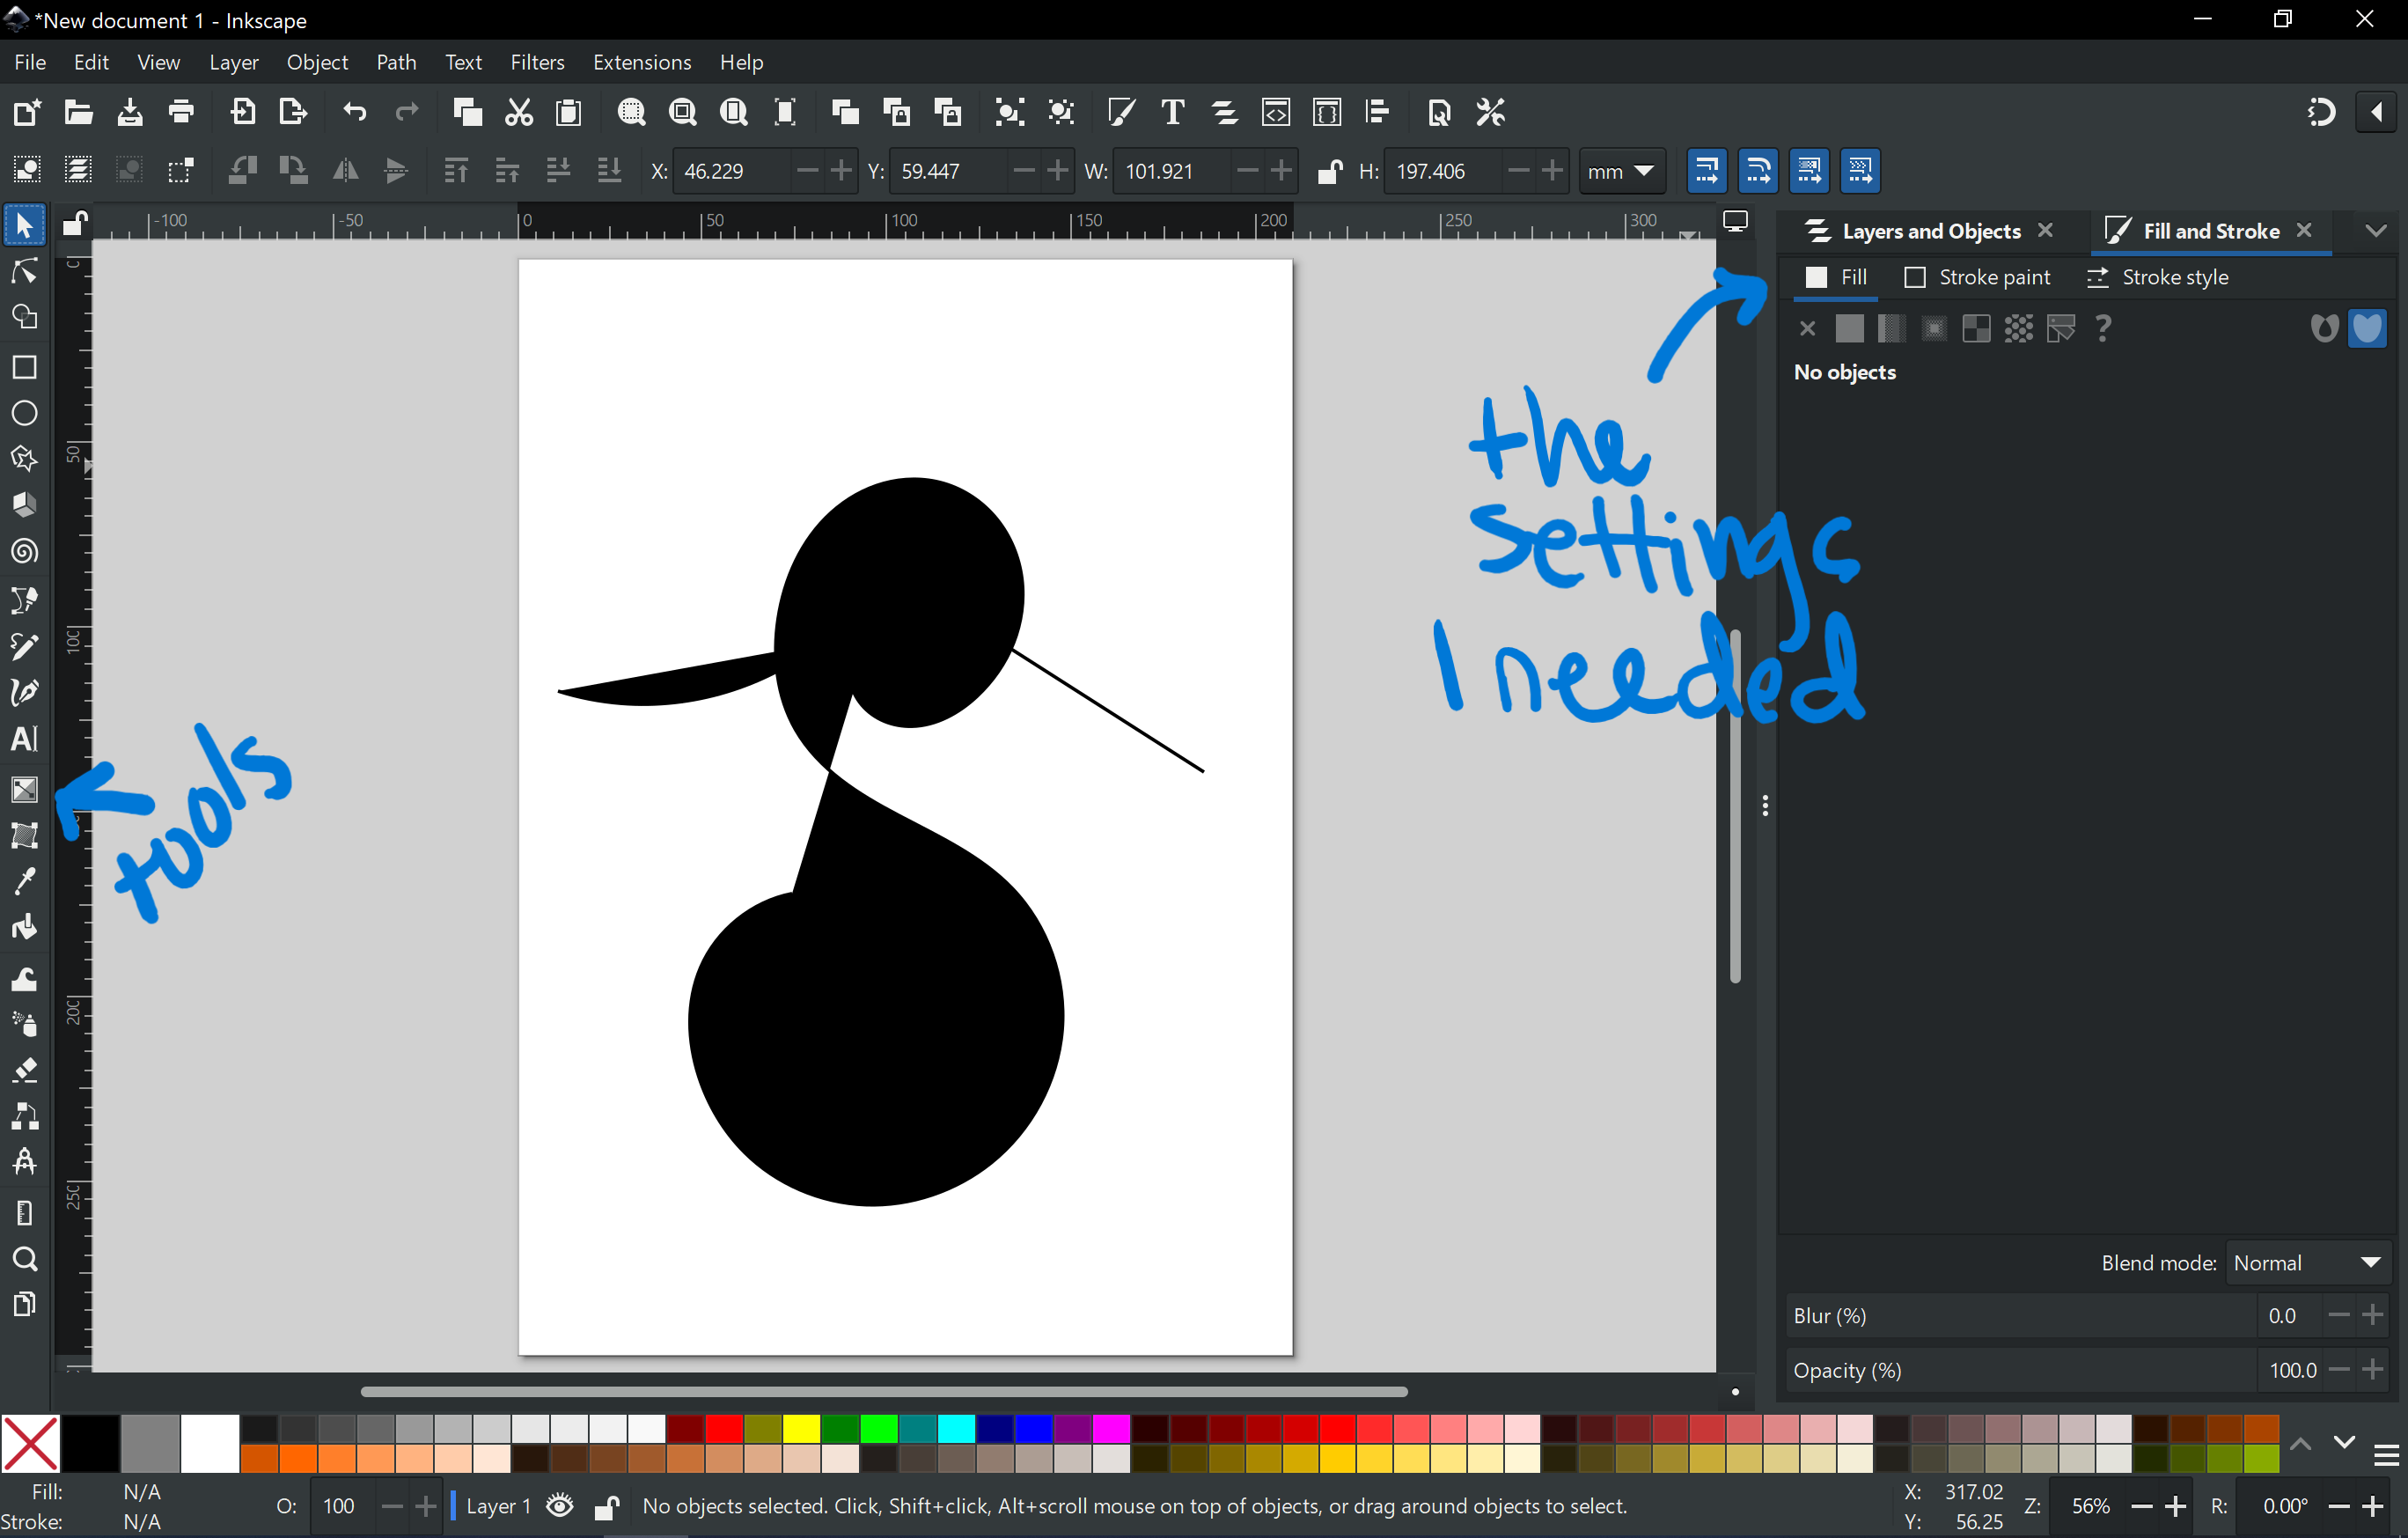 *New document 1 - Inkscape
File Edit View Layer Object Path Text Filters Extensions Help
X: 46.229 Y: 59.447 W: 101.921 H: 197.406 mm
-100 -50 0 50 100 150 200 250 300
Layers and Objects Fill and Stroke
Fill Stroke paint Stroke style
No objects
the
settings
I needed
tools
0
50
100
200
250
Blend mode: Normal
Blur (%) 0.0
Opacity (%) 100.0
Fill: N/A
Stroke: N/A
O: 100 Layer 1 No objects selected. Click, Shift+click, Alt+scroll mouse on top of objects, or drag around objects to select.
X: 317.02
Y: 56.25
Z: 56% R: 0.00°